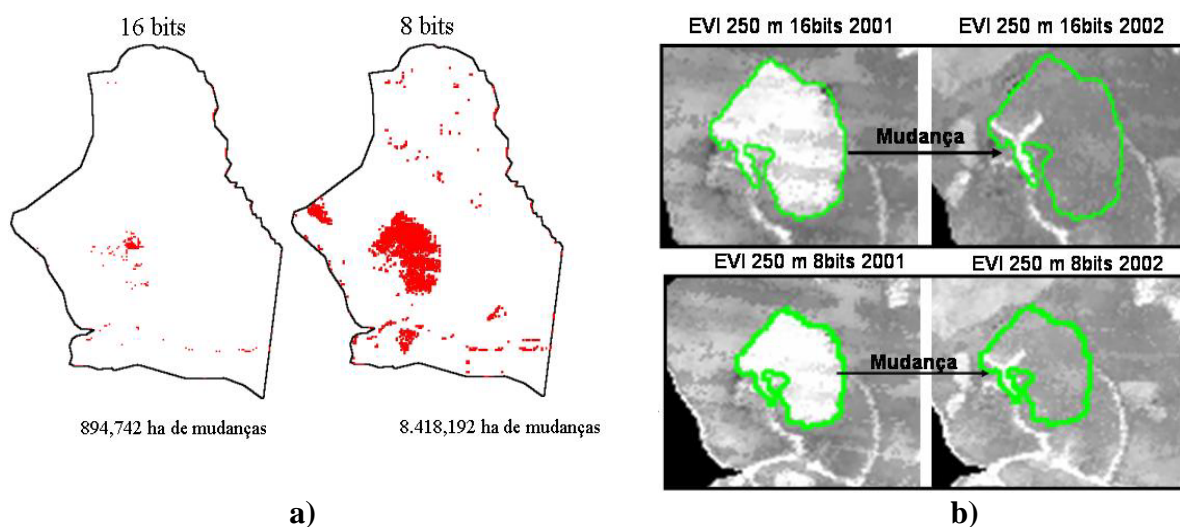 16 bits
8 bits
894,742 ha de mudanças
8.418,192 ha de mudanças
a)
EVI 250 m 16bits 2001
EVI 250 m 16bits 2002
Mudança
EVI 250 m 8bits 2001
EVI 250 m 8bits 2002
Mudança
b)